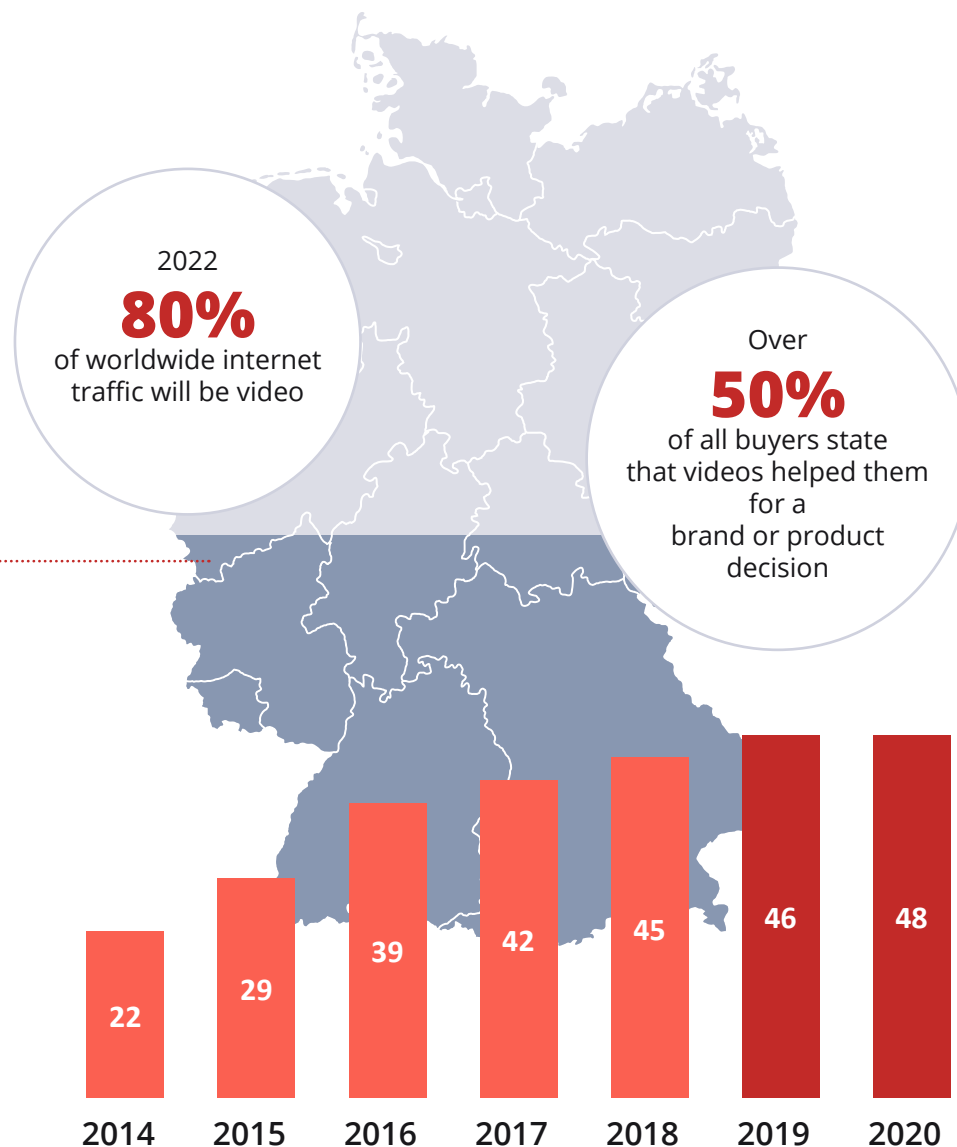 2022
80%
of worldwide internet
traffic will be video
Over
50%
of all buyers state
that videos helped them
for a
brand or product
decision
22
29
39
42
45
46
48
2014
2015
2016
2017
2018
2019
2020